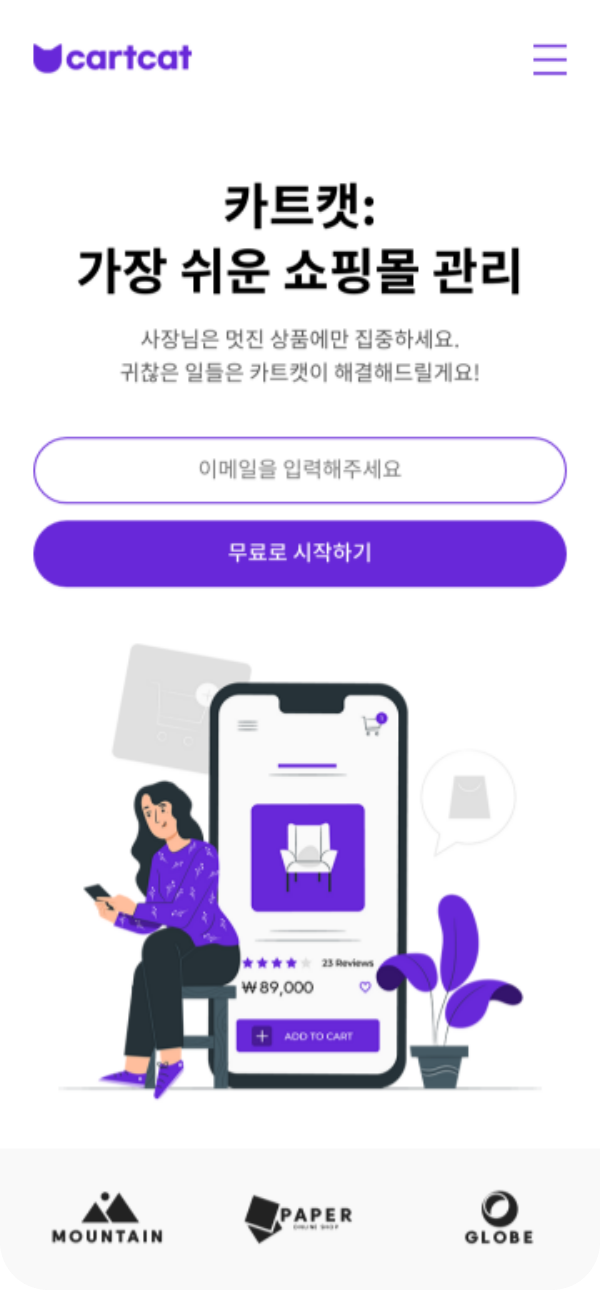 cartcat
카트캣:
가장 쉬운 쇼핑몰 관리
사장님은 멋진 상품에만 집중하세요.
귀찮은 일들은 카트캣이 해결해드릴게요!
이메일을 입력해주세요
무료로 시작하기
23 Reviews
₩89,000
ADD TO CART
MOUNTAIN
PAPER
ONLINE SHOP
GLOBE